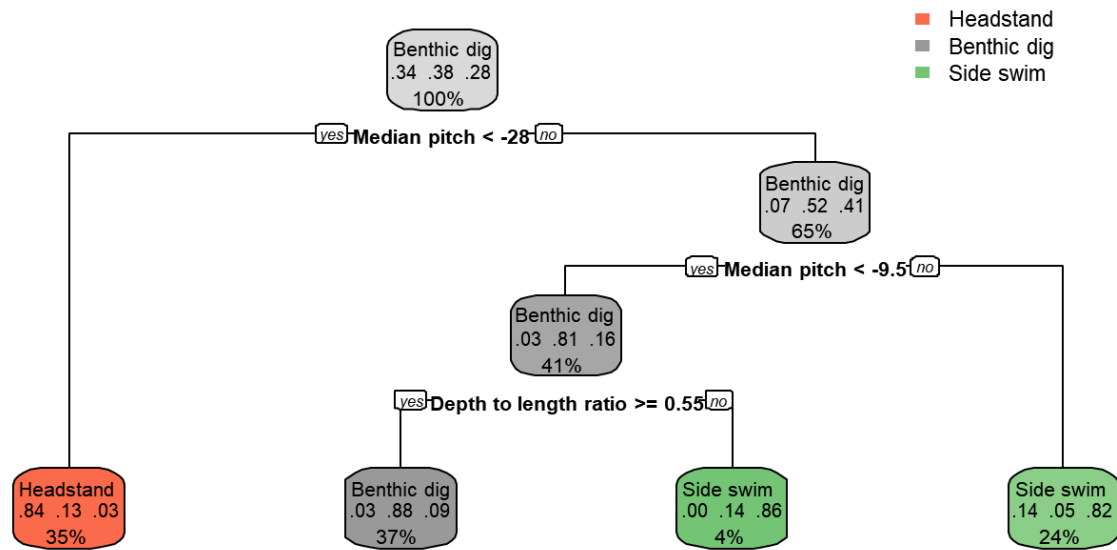 Headstand
Benthic dig
Side swim
Benthic dig
.34 .38 .28
100%
yes Median pitch < -28 no
Benthic dig
.07 .52 .41
65%
yes Median pitch < -9.5 no
Benthic dig
.03 .81 .16
41%
yes Depth to length ratio >= 0.55 no
Headstand
.84 .13 .03
35%
Benthic dig
.03 .88 .09
37%
Side swim
.00 .14 .86
4%
Side swim
.14 .05 .82
24%